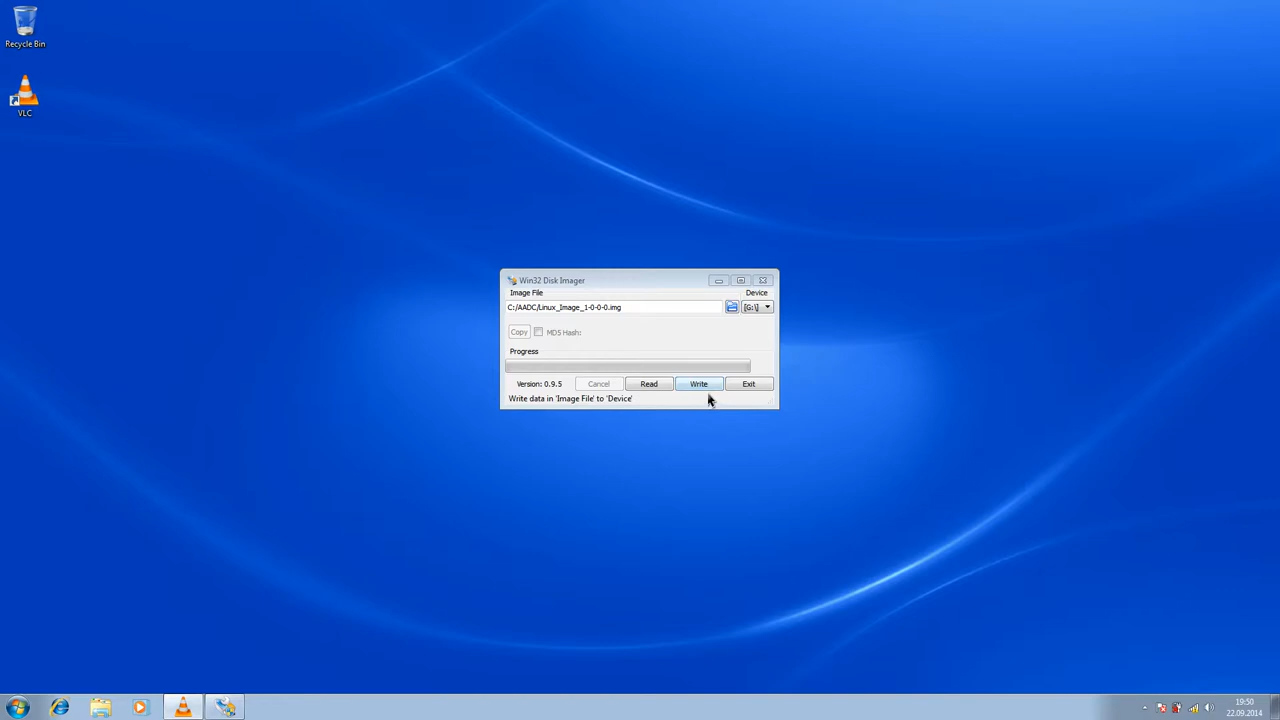 Recycle Bin
VLC
Win32 Disk Imager
Image File
Device
C:/AADC/Linux_Image_1-0-0-0.img
[G:\]
Copy
MD5 Hash:
Progress
Version: 0.9.5
Cancel
Read
Write
Exit
Write data in 'Image File' to 'Device'
19:50
22.09.2014